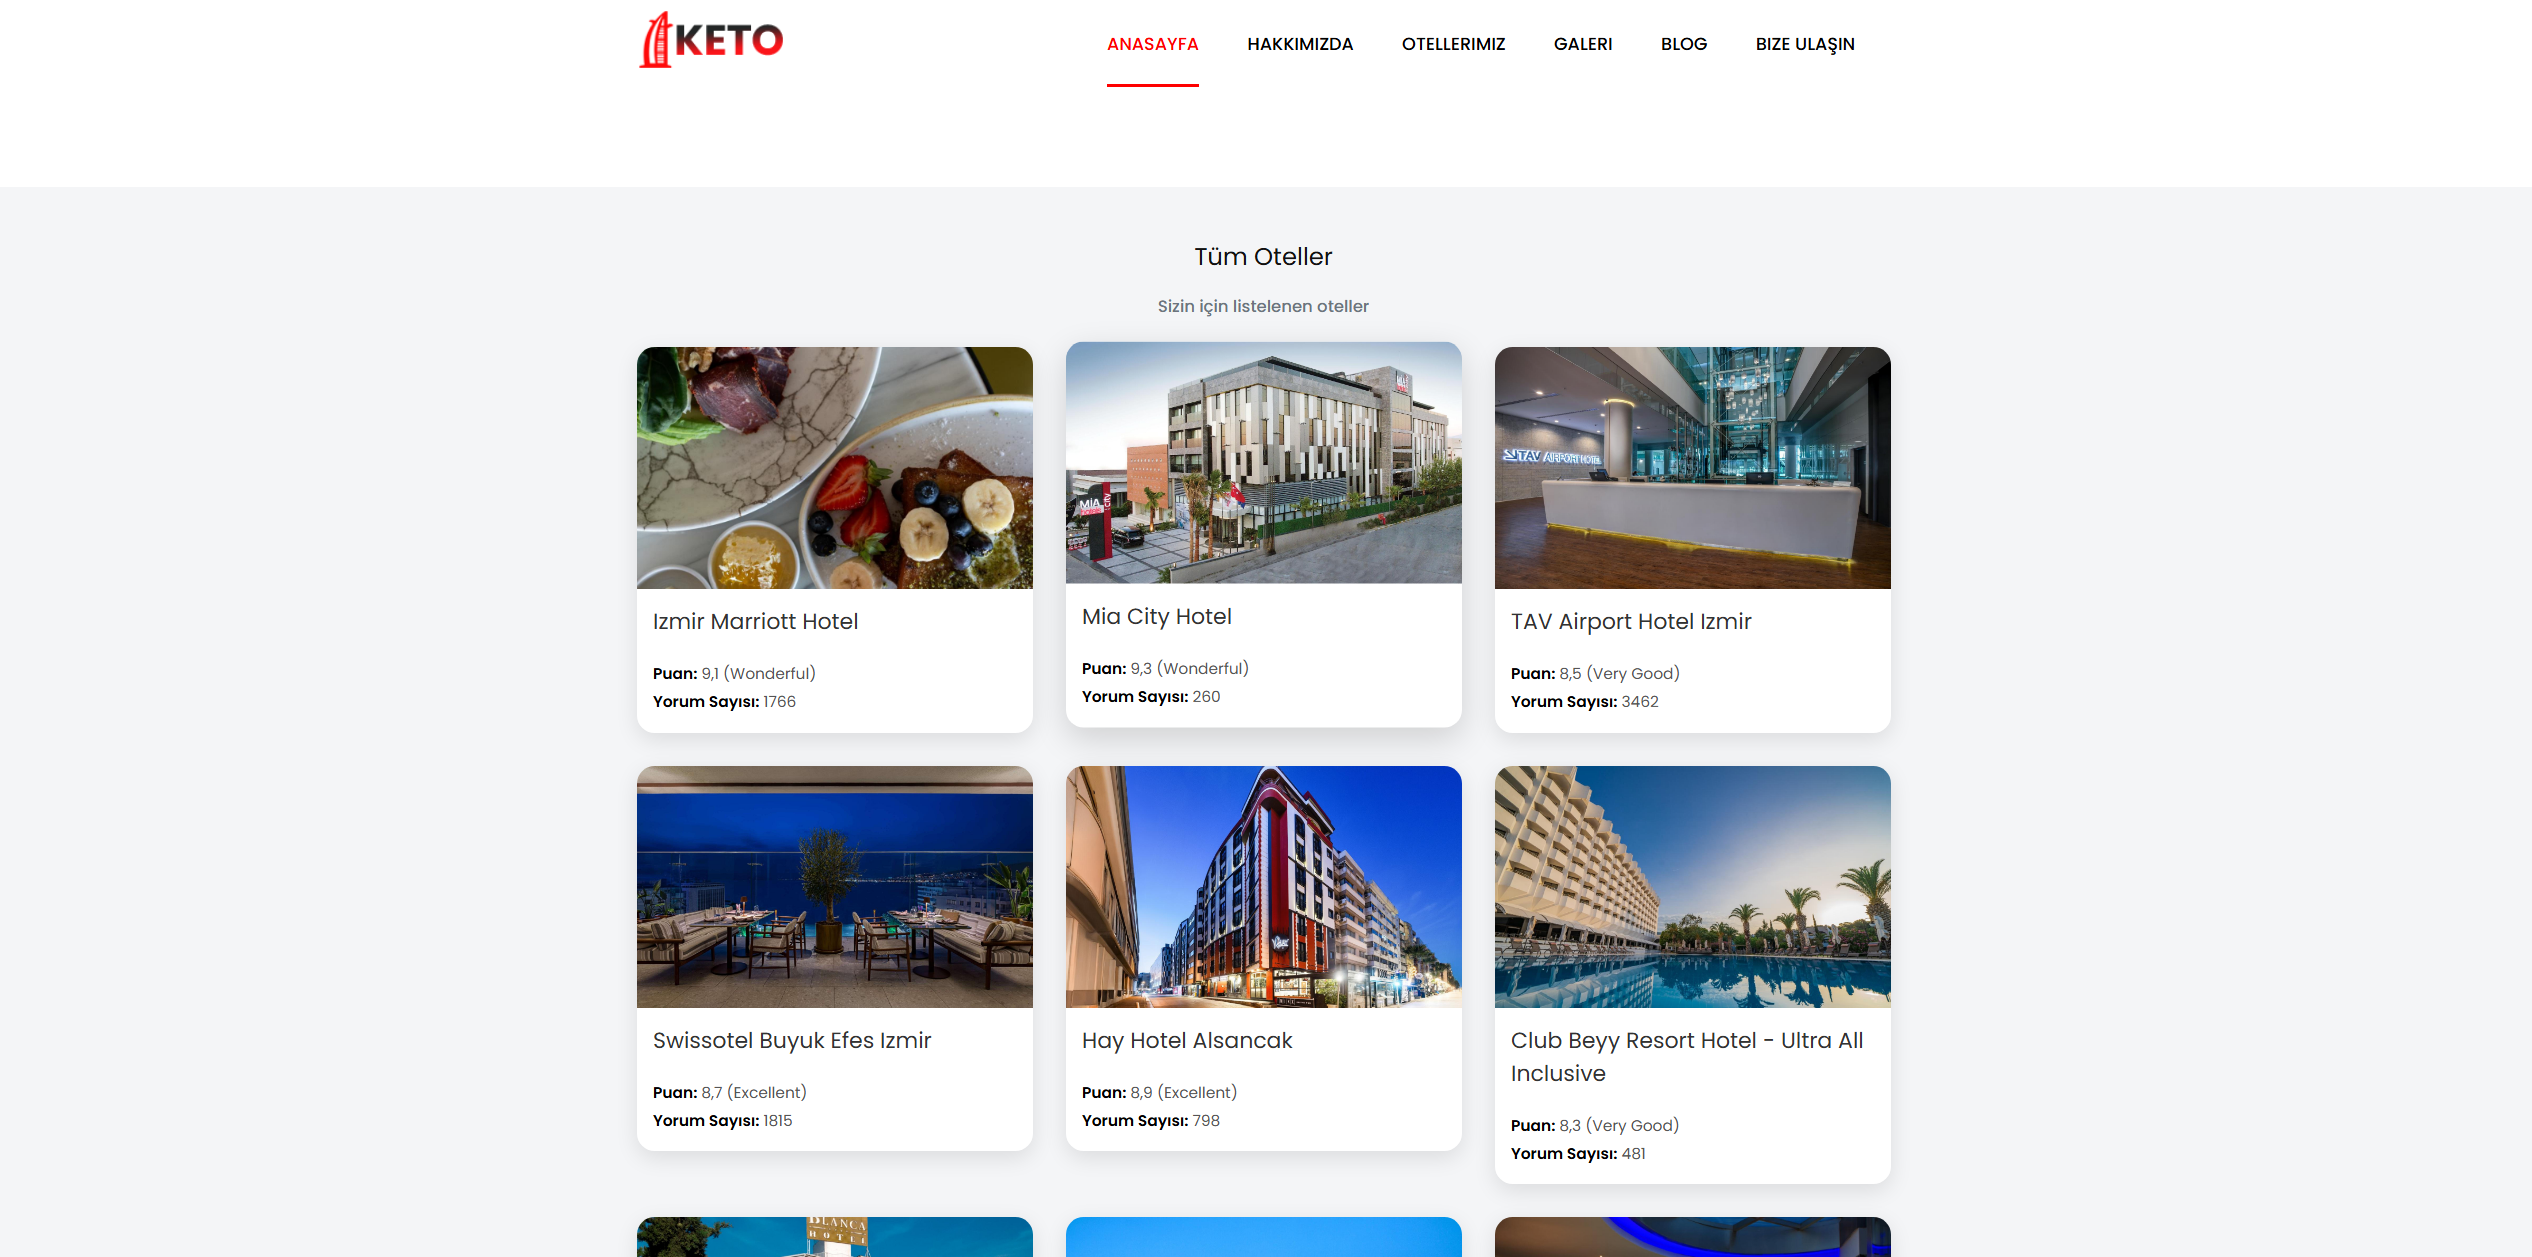 KETO
ANASAYFA HAKKIMIZDA OTELLERIMIZ GALERI BLOG BIZE ULAŞIN
Tüm Oteller
Sizin için listelenen oteller
MİA
CITY
TAV AIRPORT HOTEL
Izmir Marriott Hotel
Puan: 9,1 (Wonderful)
Yorum Sayısı: 1766
Mia City Hotel
Puan: 9,3 (Wonderful)
Yorum Sayısı: 260
TAV Airport Hotel Izmir
Puan: 8,5 (Very Good)
Yorum Sayısı: 3462
Swissotel Buyuk Efes Izmir
Puan: 8,7 (Excellent)
Yorum Sayısı: 1815
Hay Hotel Alsancak
Puan: 8,9 (Excellent)
Yorum Sayısı: 798
Club Beyy Resort Hotel - Ultra All
Inclusive
Puan: 8,3 (Very Good)
Yorum Sayısı: 481
BLANCA
HOTEL